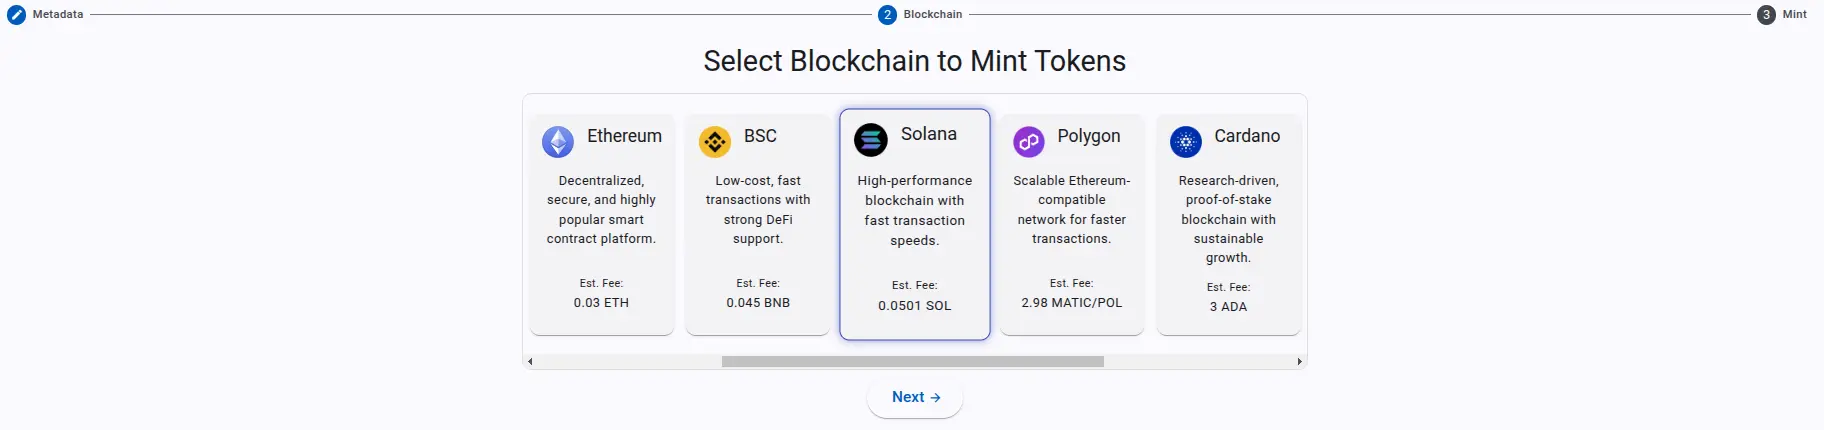 Metadata
2 Blockchain
3 Mint
Select Blockchain to Mint Tokens
Ethereum
Decentralized,
secure, and highly
popular smart
contract platform.
Est. Fee:
0.03 ETH
BSC
Low-cost, fast
transactions with
strong DeFi
support.
Est. Fee:
0.045 BNB
Solana
High-performance
blockchain with
fast transaction
speeds.
Est. Fee:
0.0501 SOL
Polygon
Scalable Ethereum-
compatible
network for faster
transactions.
Est. Fee:
2.98 MATIC/POL
Cardano
Research-driven,
proof-of-stake
blockchain with
sustainable
growth.
Est. Fee:
3 ADA
Next →